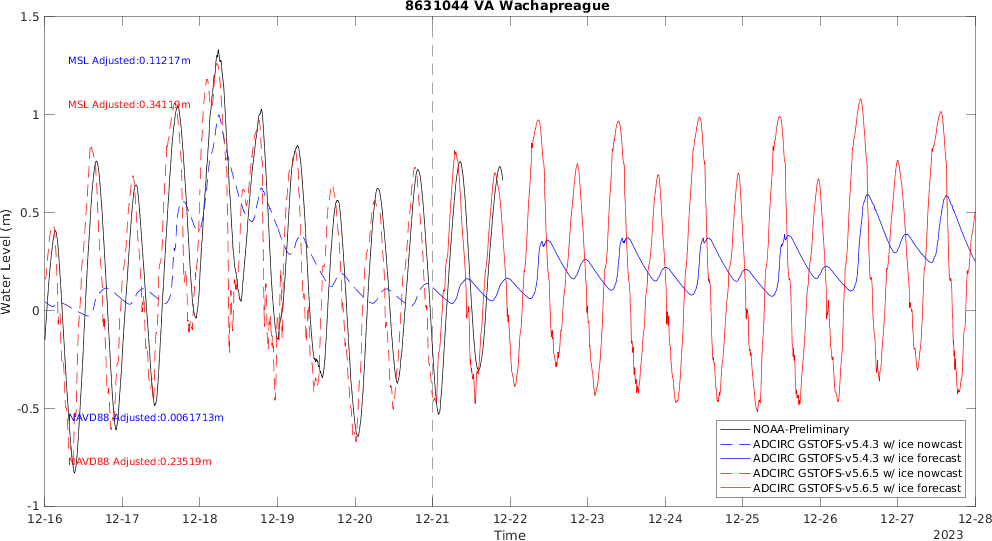 8631044 VA Wachapreague
1.5
1
0.5
0
-0.5
-1
Water Level (m)
MSL Adjusted:0.11217m
MSL Adjusted:0.34119m
NAVD88 Adjusted:0.0061713m
NAVD88 Adjusted:0.23519m
NOAA-Preliminary
ADCIRC GSTOFS-v5.4.3 w/ ice nowcast
ADCIRC GSTOFS-v5.4.3 w/ ice forecast
ADCIRC GSTOFS-v5.6.5 w/ ice nowcast
ADCIRC GSTOFS-v5.6.5 w/ ice forecast
12-16 12-17 12-18 12-19 12-20 12-21 12-22 12-23 12-24 12-25 12-26 12-27 12-28
Time
2023